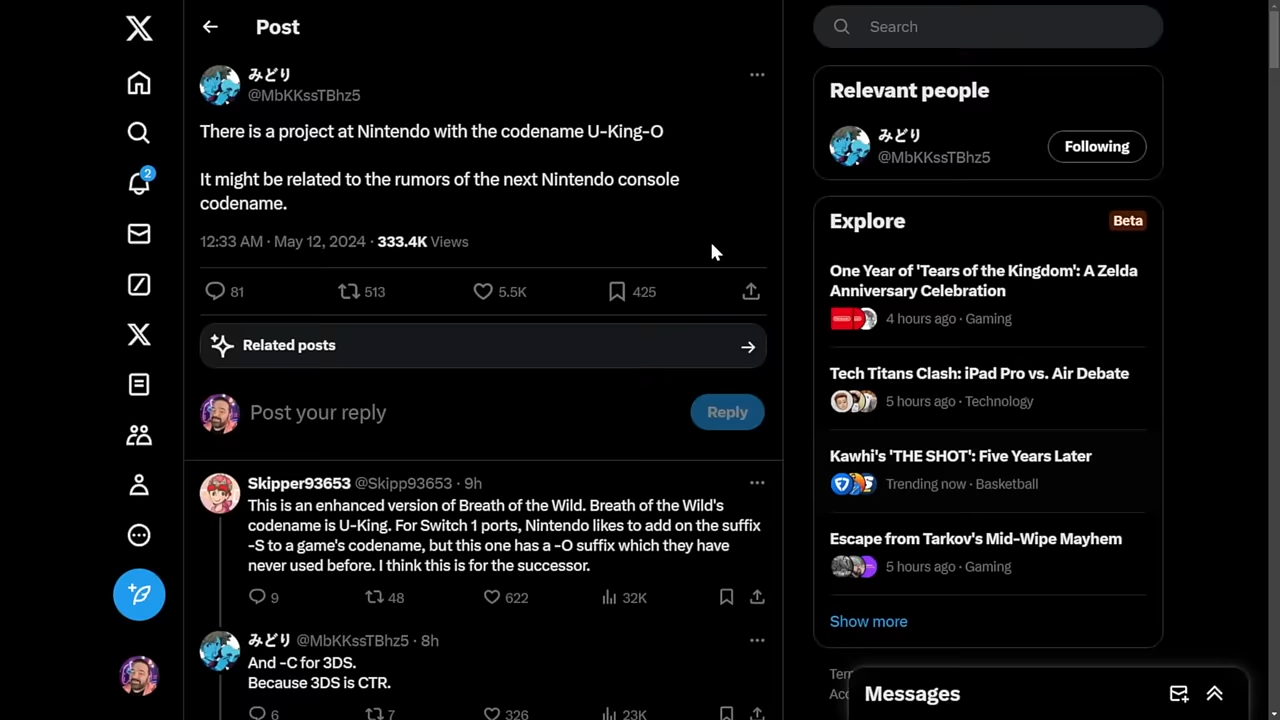 Post
みどり
@MbKKssTBhz5
There is a project at Nintendo with the codename U-King-O
It might be related to the rumors of the next Nintendo console
codename.
12:33 AM · May 12, 2024 · 333.4K Views
81 513 5.5K 425
Related posts
Post your reply
Reply
Skipper93653 @Skipp93653 · 9h
This is an enhanced version of Breath of the Wild. Breath of the Wild's
codename is U-King. For Switch 1 ports, Nintendo likes to add on the suffix
-S to a game's codename, but this one has a -O suffix which they have
never used before. I think this is for the successor.
9 48 622 32K
みどり @MbKKssTBhz5 · 8h
And -C for 3DS.
Because 3DS is CTR.
6 7 326 23K
2
Search
Relevant people
みどり
@MbKKssTBhz5
Following
Explore
Beta
One Year of 'Tears of the Kingdom': A Zelda
Anniversary Celebration
4 hours ago · Gaming
Tech Titans Clash: iPad Pro vs. Air Debate
5 hours ago · Technology
Kawhi's 'THE SHOT': Five Years Later
Trending now · Basketball
Escape from Tarkov's Mid-Wipe Mayhem
5 hours ago · Gaming
Show more
Messages